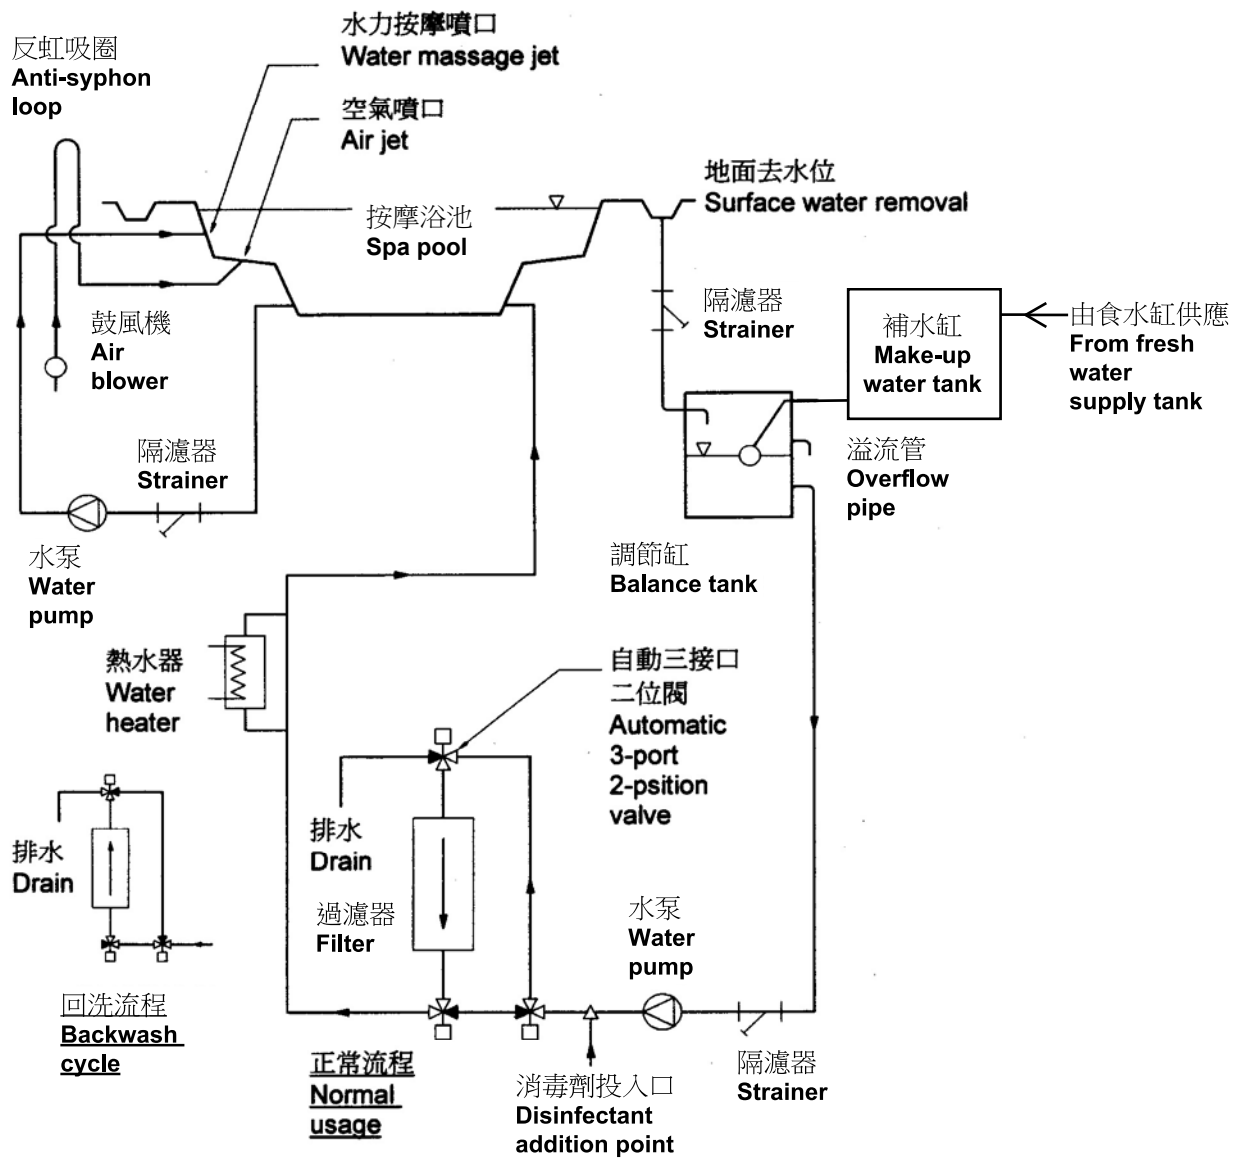 水力按摩噴口
Water massage jet
反虹吸圈
Anti-syphon
loop
空氣噴口
Air jet
地面去水位
Surface water removal
按摩浴池
Spa pool
隔濾器
Strainer
補水缸
Make-up
water tank
由食水缸供應
From fresh
water
supply tank
鼓風機
Air
blower
隔濾器
Strainer
溢流管
Overflow
pipe
水泵
Water
pump
調節缸
Balance tank
熱水器
Water
heater
自動三接口
二位閥
Automatic
3-port
2-psition
valve
排水
Drain
排水
Drain
過濾器
Filter
水泵
Water
pump
回洗流程
Backwash
cycle
正常流程
Normal
usage
消毒劑投入口
Disinfectant
addition point
隔濾器
Strainer